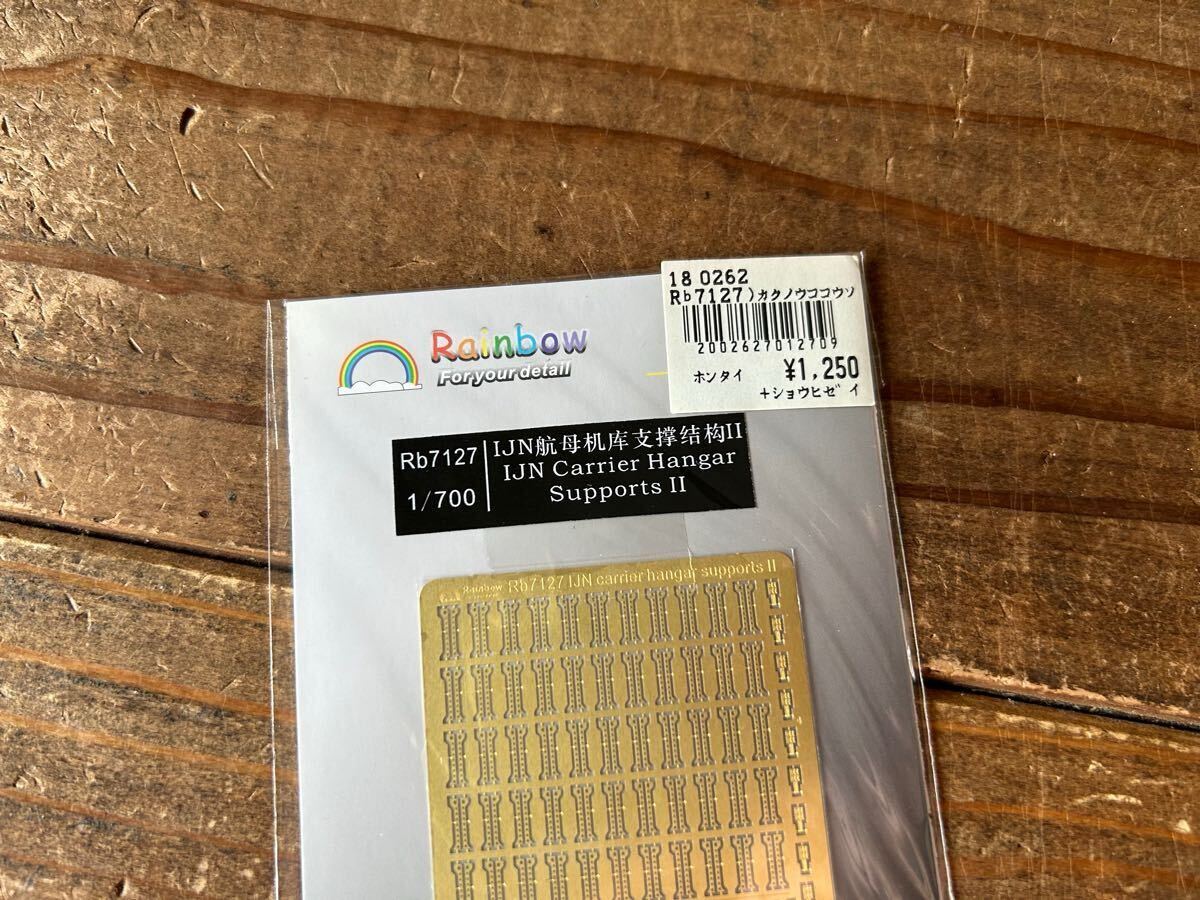 18 0262
Rb7127)カクノウココウゾ
2002627012709
ホンタイ ¥1,250
+ショウヒゼイ
Rainbow
For your detail
Rb7127
1/700
IJN航母机库支撑结构II
IJN Carrier Hangar
Supports II
Rainbow
Rb7127 IJN carrier hangar supports II